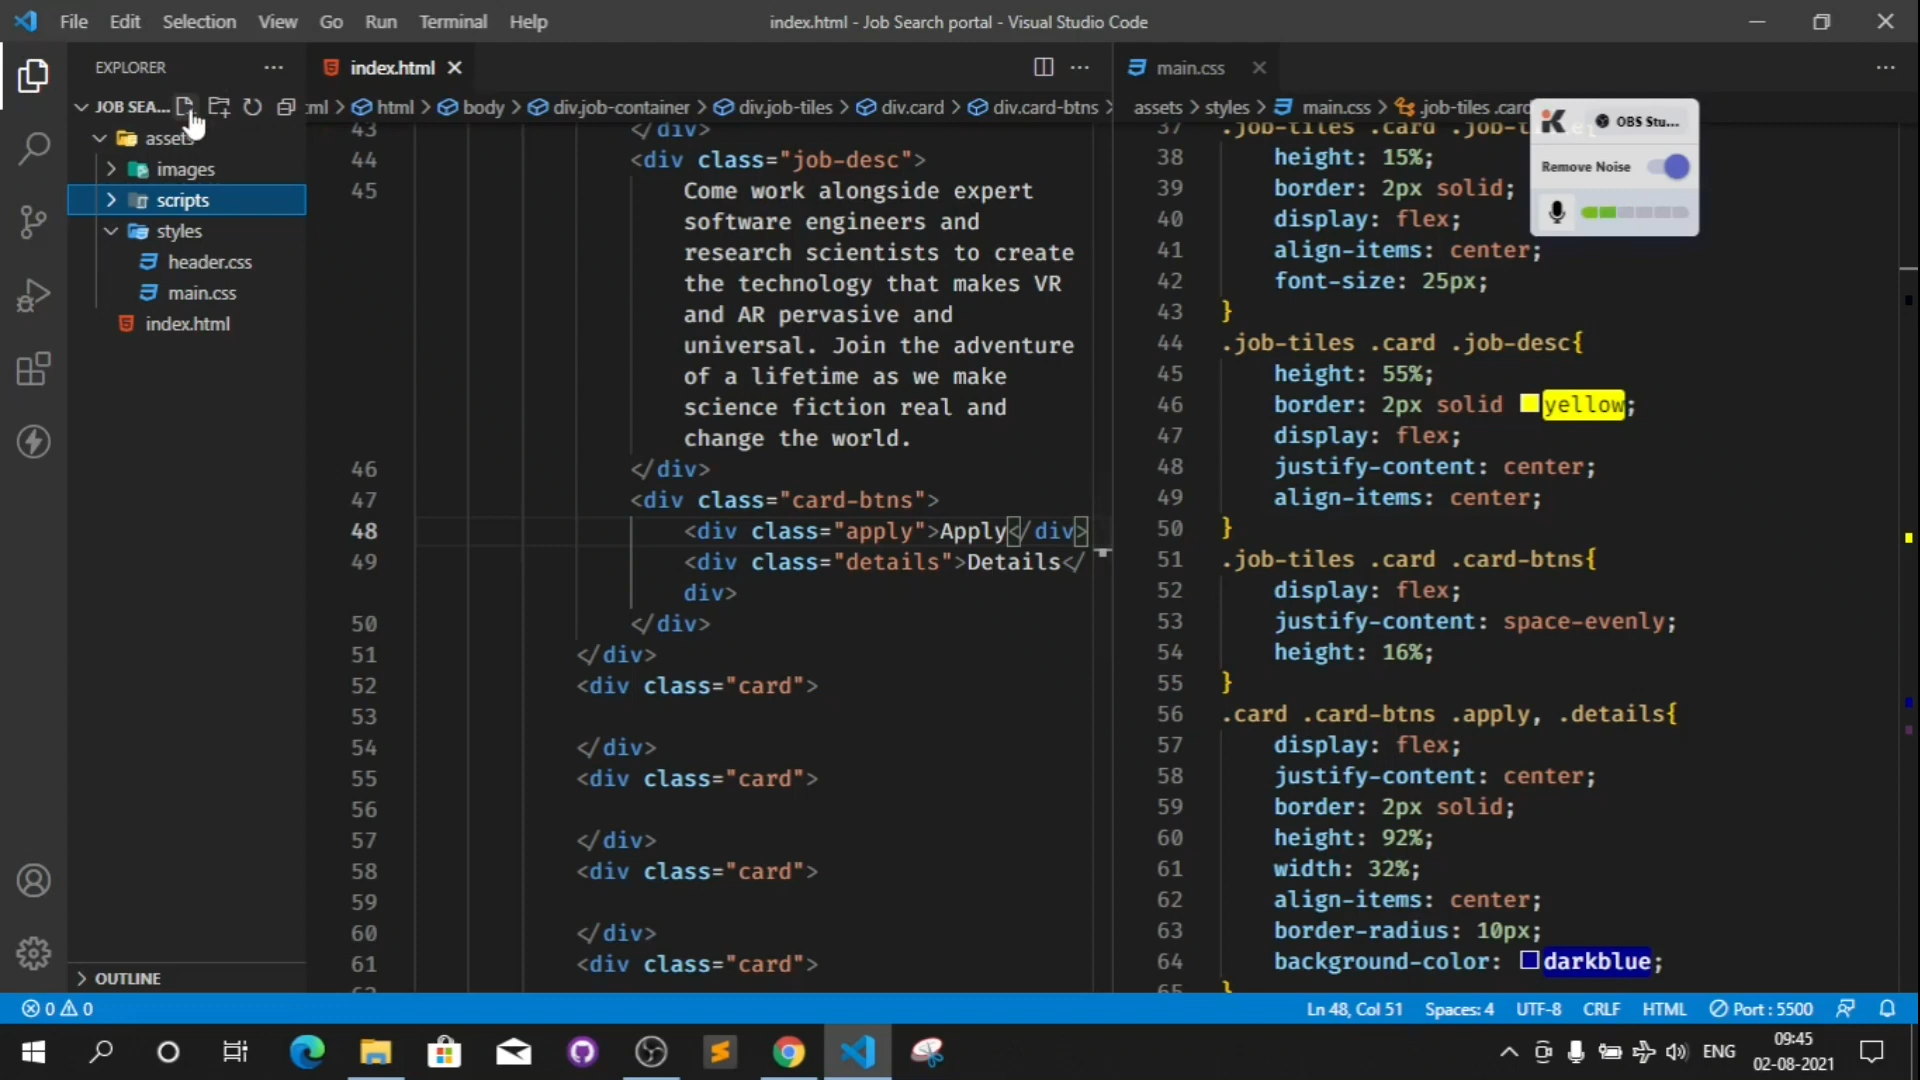 File Edit Selection View Go Run Terminal Help
index.html - Job Search portal - Visual Studio Code
EXPLORER
JOB SEA...
assets
images
scripts
styles
header.css
main.css
index.html
OUTLINE
index.html
html > body > div.job-container > div.job-tiles > div.card > div.card-btns
43 </div>
44 <div class="job-desc">
45 Come work alongside expert
software engineers and
research scientists to create
the technology that makes VR
and AR pervasive and
universal. Join the adventure
of a lifetime as we make
science fiction real and
change the world.
46 </div>
47 <div class="card-btns">
48 <div class="apply">Apply</div>
49 <div class="details">Details</
div>
50 </div>
51 </div>
52 <div class="card">
53
54 </div>
55 <div class="card">
56
57 </div>
58 <div class="card">
59
60 </div>
61 <div class="card">
main.css
assets > styles > main.css > .job-tiles .card
37 .job-tiles .card
38 height: 15%;
39 border: 2px solid;
40 display: flex;
41 align-items: center;
42 font-size: 25px;
43 }
44 .job-tiles .card .job-desc{
45 height: 55%;
46 border: 2px solid yellow;
47 display: flex;
48 justify-content: center;
49 align-items: center;
50 }
51 .job-tiles .card .card-btns{
52 display: flex;
53 justify-content: space-evenly;
54 height: 16%;
55 }
56 .card .card-btns .apply, .details{
57 display: flex;
58 justify-content: center;
59 border: 2px solid;
60 height: 92%;
61 width: 32%;
62 align-items: center;
63 border-radius: 10px;
64 background-color: darkblue;
65 }
OBS Stu...
Remove Noise
0 0
Ln 48, Col 51 Spaces: 4 UTF-8 CRLF HTML Port : 5500
ENG
09:45
02-08-2021